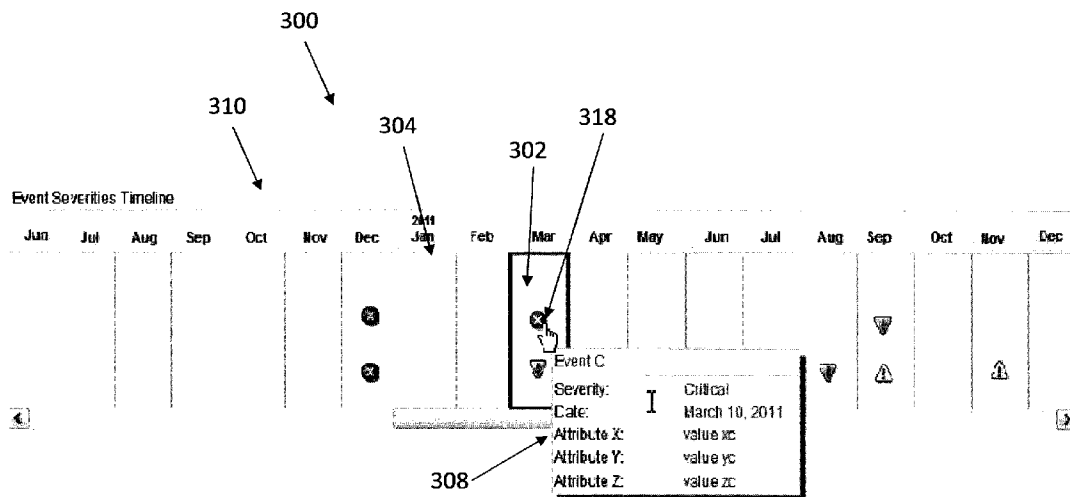 300
310
304
318
302
Event Severities Timeline
2011
Jun Jul Aug Sep Oct Nov Dec Jan Feb Mar Apr May Jun Jul Aug Sep Oct Nov Dec
Event C
Severity: Critical
Date: March 10, 2011
Attribute X: value xc
Attribute Y: value yc
Attribute Z: value zc
308